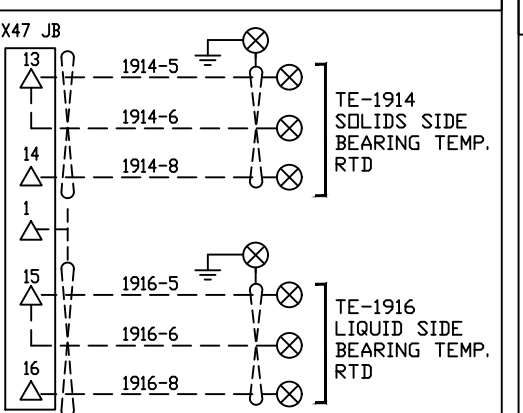 X47 JB
13
1914-5
1914-6
14
1914-8
TE-1914
SOLIDS SIDE
BEARING TEMP.
RTD
1
15
1916-5
1916-6
16
1916-8
TE-1916
LIQUID SIDE
BEARING TEMP.
RTD